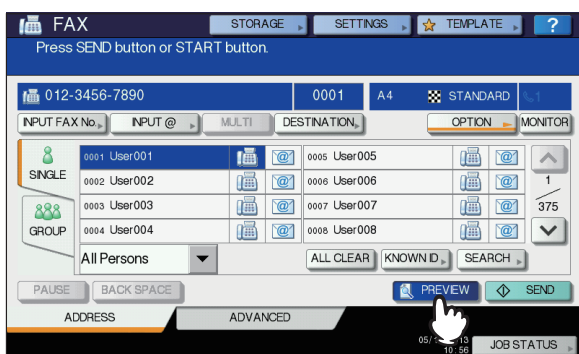 FAX STORAGE SETTINGS TEMPLATE ?
Press SEND button or START button.
012-3456-7890 0001 A4 STANDARD 1
INPUT FAX No. INPUT @ MULTI DESTINATION OPTION MONITOR
SINGLE
GROUP
0001 User001 0005 User005
0002 User002 0006 User006
0003 User003 0007 User007
0004 User004 0008 User008
1
375
All Persons ALL CLEAR KNOWN ID SEARCH
PAUSE BACK SPACE PREVIEW SEND
ADDRESS ADVANCED
10:56 JOB STATUS